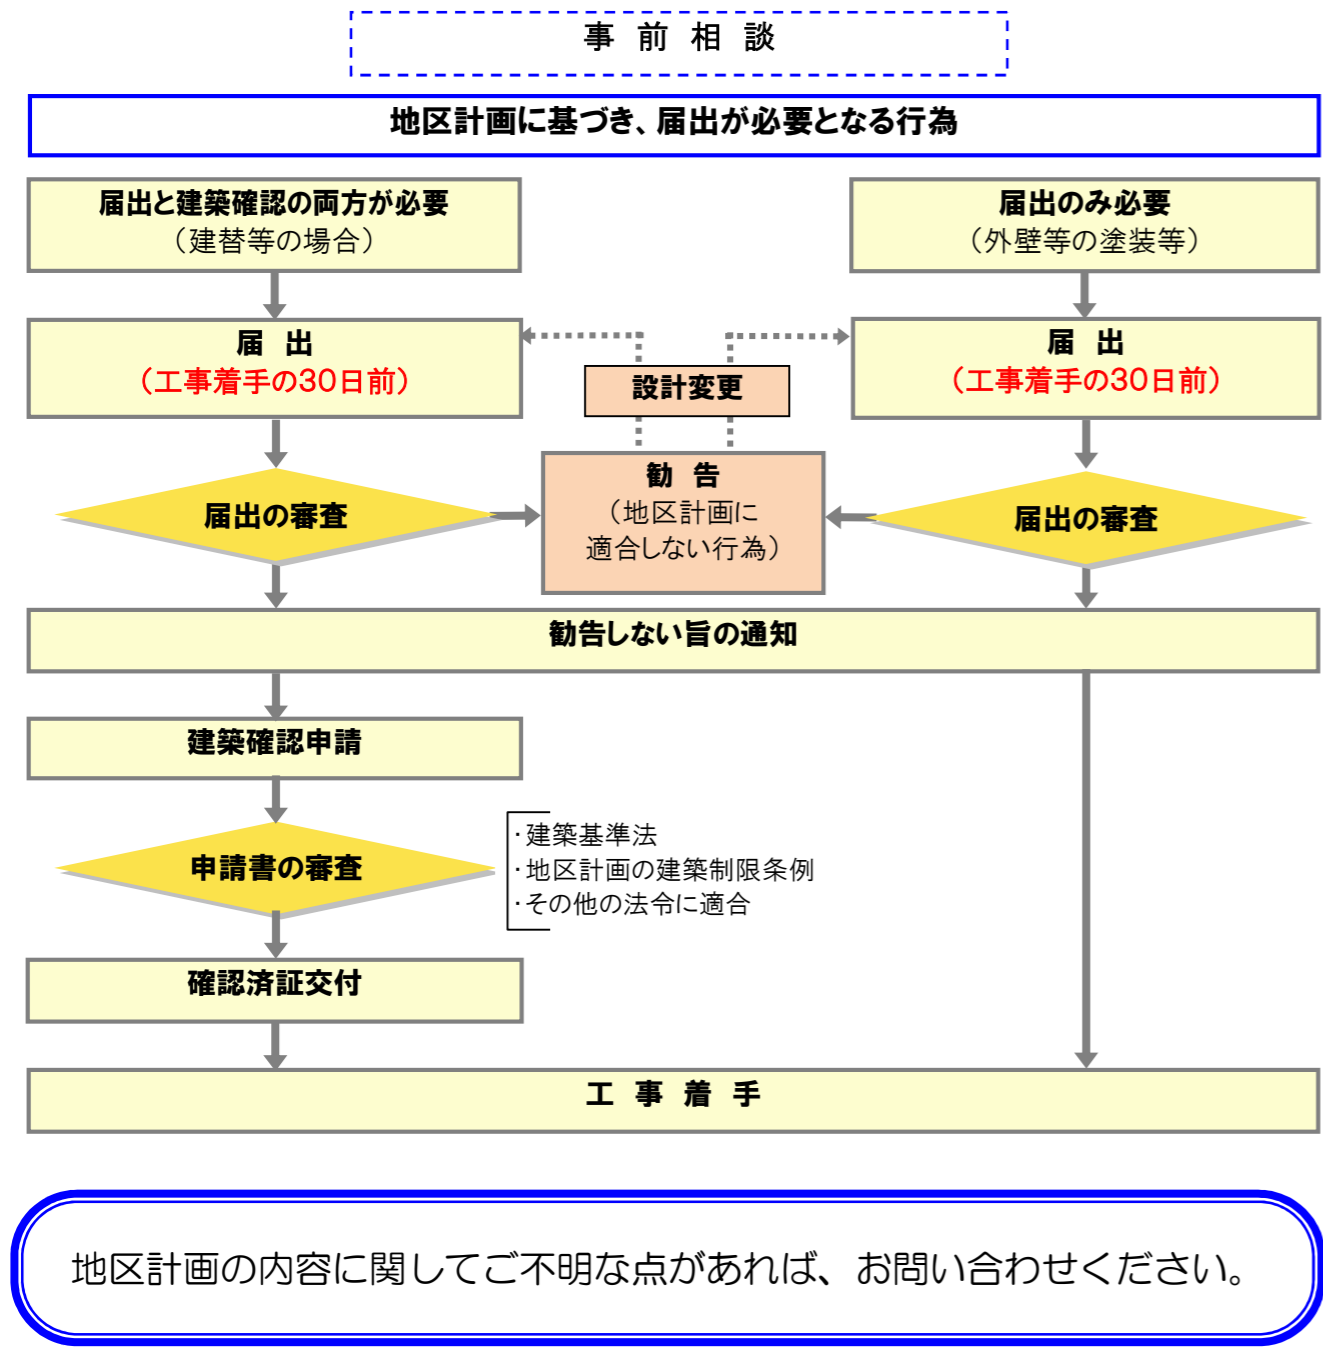 事前相談
地区計画に基づき、届出が必要となる行為
届出と建築確認の両方が必要
（建替等の場合）
届出のみ必要
（外壁等の塗装等）
届出
（工事着手の30日前）
届出
（工事着手の30日前）
設計変更
勧告
（地区計画に
適合しない行為）
届出の審査
届出の審査
勧告しない旨の通知
建築確認申請
申請書の審査
・建築基準法
・地区計画の建築制限条例
・その他の法令に適合
確認済証交付
工事着手
地区計画の内容に関してご不明な点があれば、お問い合わせください。